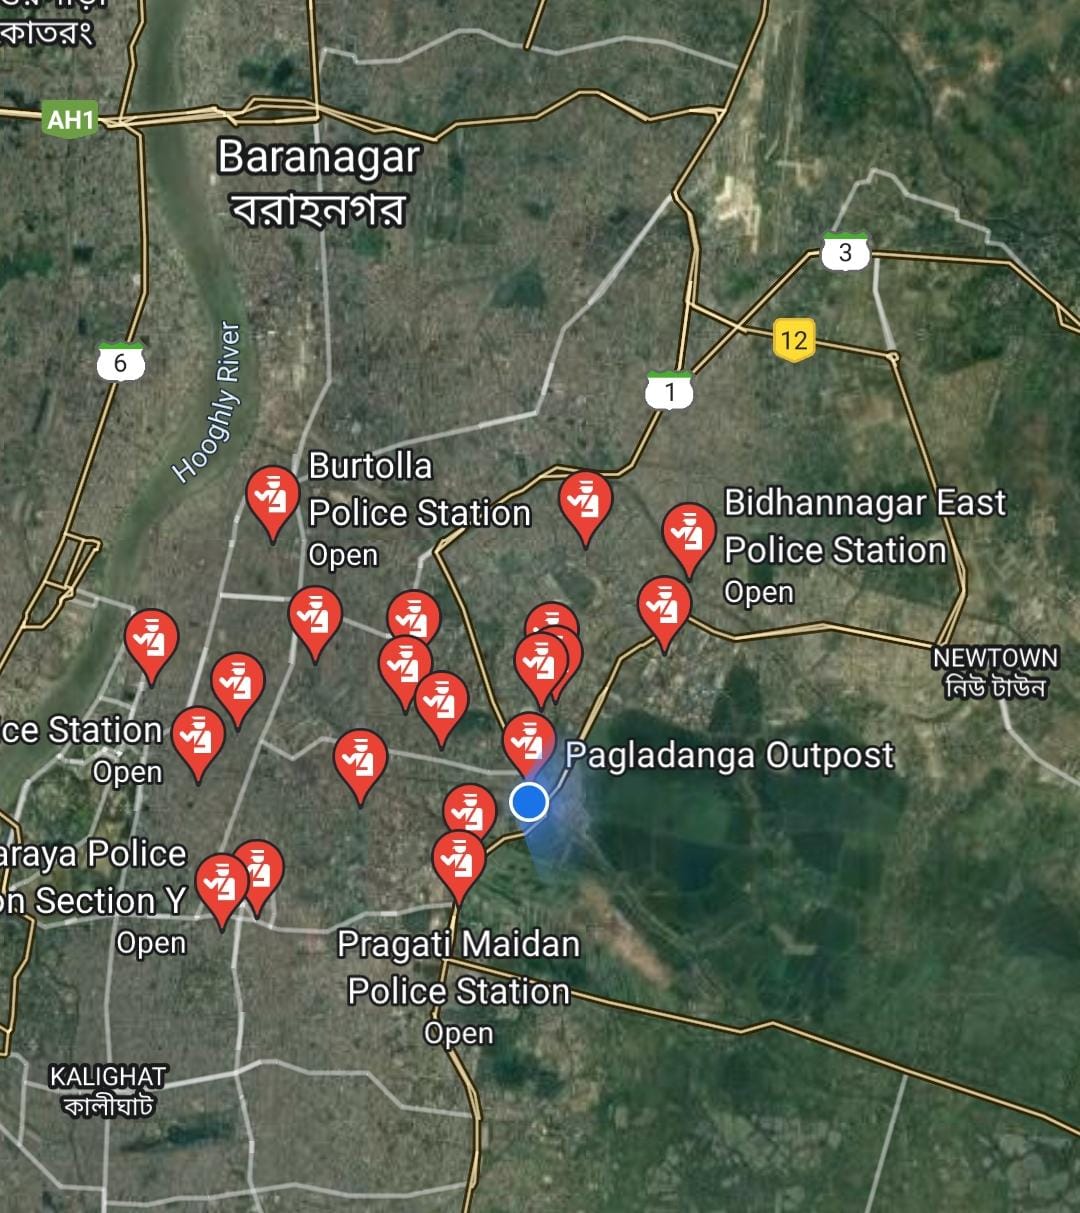 কাতরং
AH1
Baranagar
বরাহনগর
3
12
6
1
Hooghly River
Burtolla
Police Station
Open
Bidhannagar East
Police Station
Open
NEWTOWN
নিউ টাউন
ce Station
Open
Pagladanga Outpost
araya Police
on Section Y
Open
Pragati Maidan
Police Station
Open
KALIGHAT
কালীঘাট